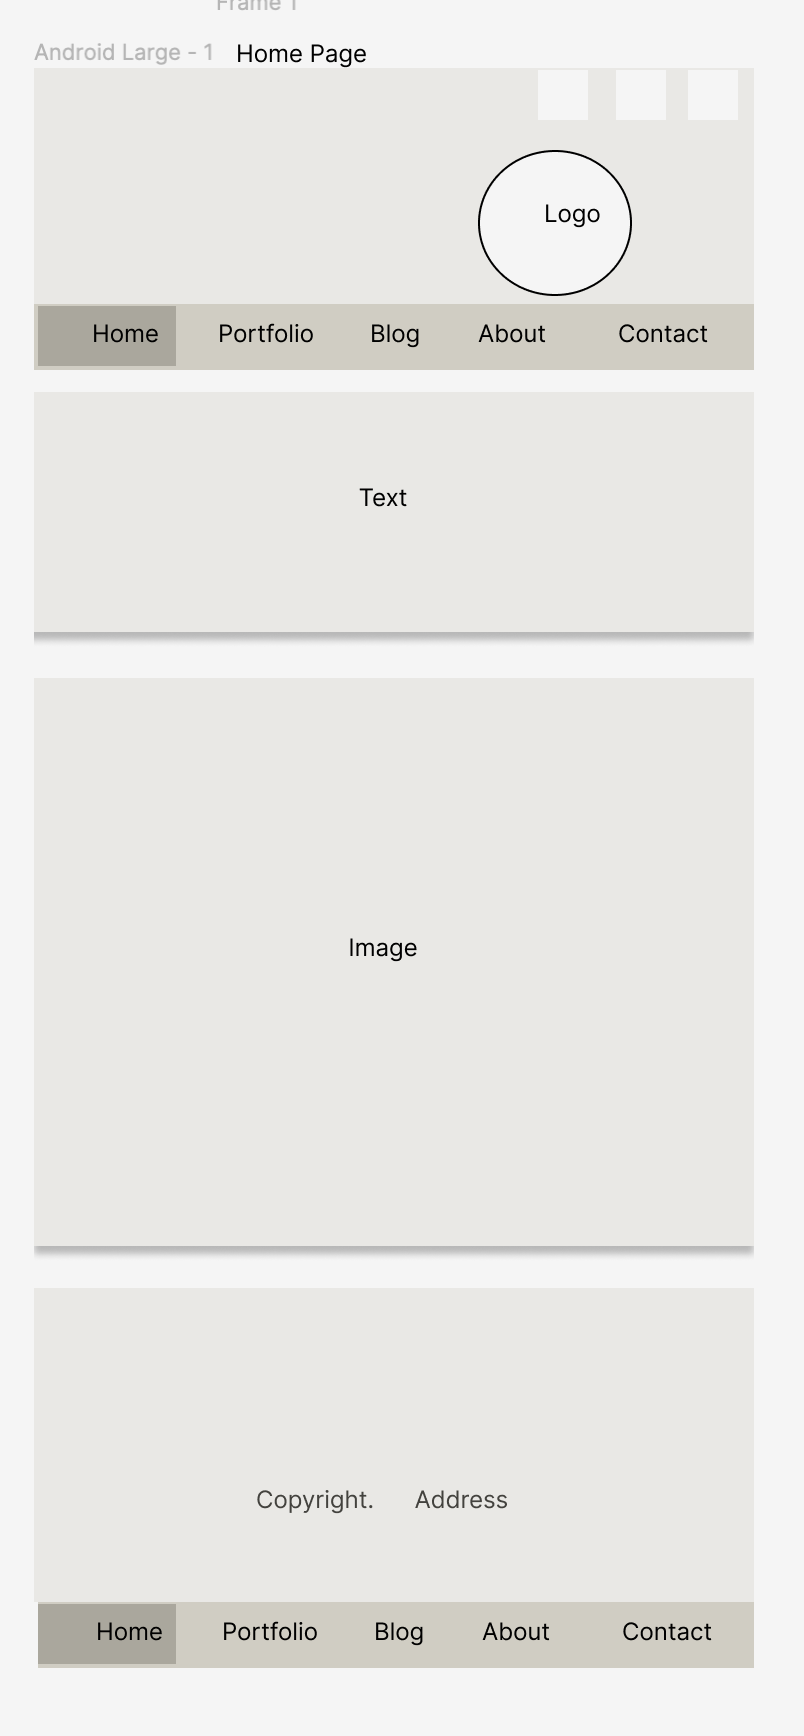 Frame 1
Android Large - 1 Home Page
Logo
Home Portfolio Blog About Contact
Text
Image
Copyright. Address
Home Portfolio Blog About Contact